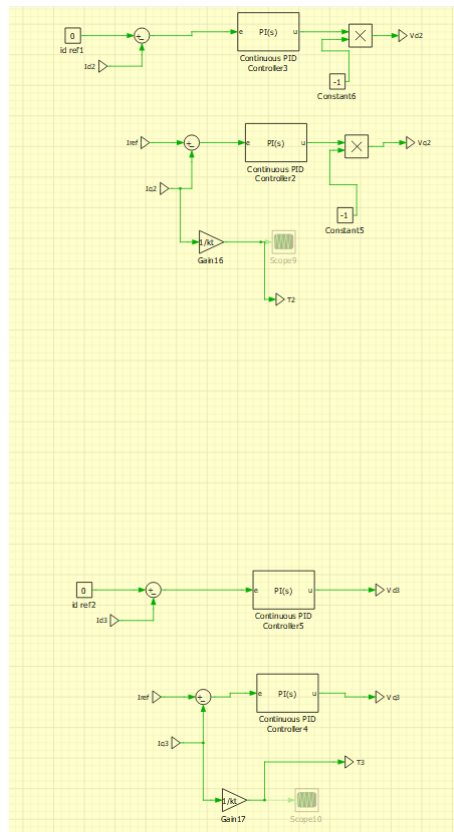 0
id ref1
Id2
e PI(s) u
Continuous PID
Controller3
-1
Constant6
Vd2
Iref
Iq2
e PI(s) u
Continuous PID
Controller2
-1
Constant5
Vq2
1/kt
Gain16
Scope9
T2
0
id ref2
Id3
e PI(s) u
Continuous PID
Controller5
Vd3
Iref
Iq3
e PI(s) u
Continuous PID
Controller4
Vq3
T3
1/kt
Gain17
Scope10